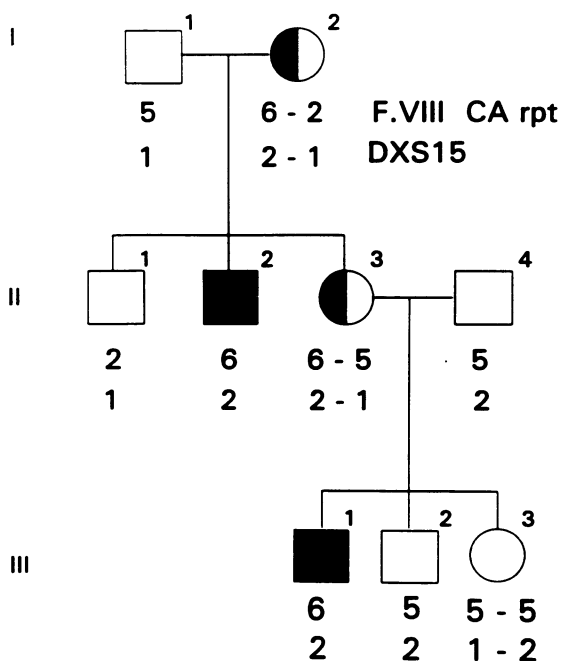 I 1 2
5 6 - 2 F.VIII CA rpt
1 2 - 1 DXS15
II 1 2 3 4
2 6 6 - 5 5
1 2 2 - 1 2
III 1 2 3
6 5 5 - 5
2 2 1 - 2